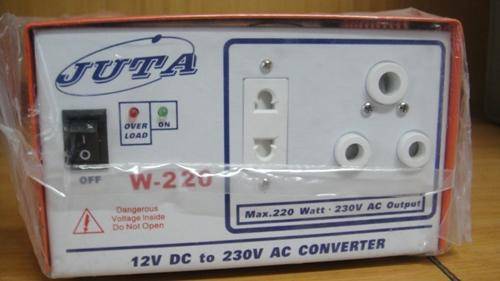 JUTA
OVER LOAD
ON
OFF
W-220
Dangerous
Voltage Inside
Do Not Open
Max.220 Watt · 230V AC Output
12V DC to 230V AC CONVERTER